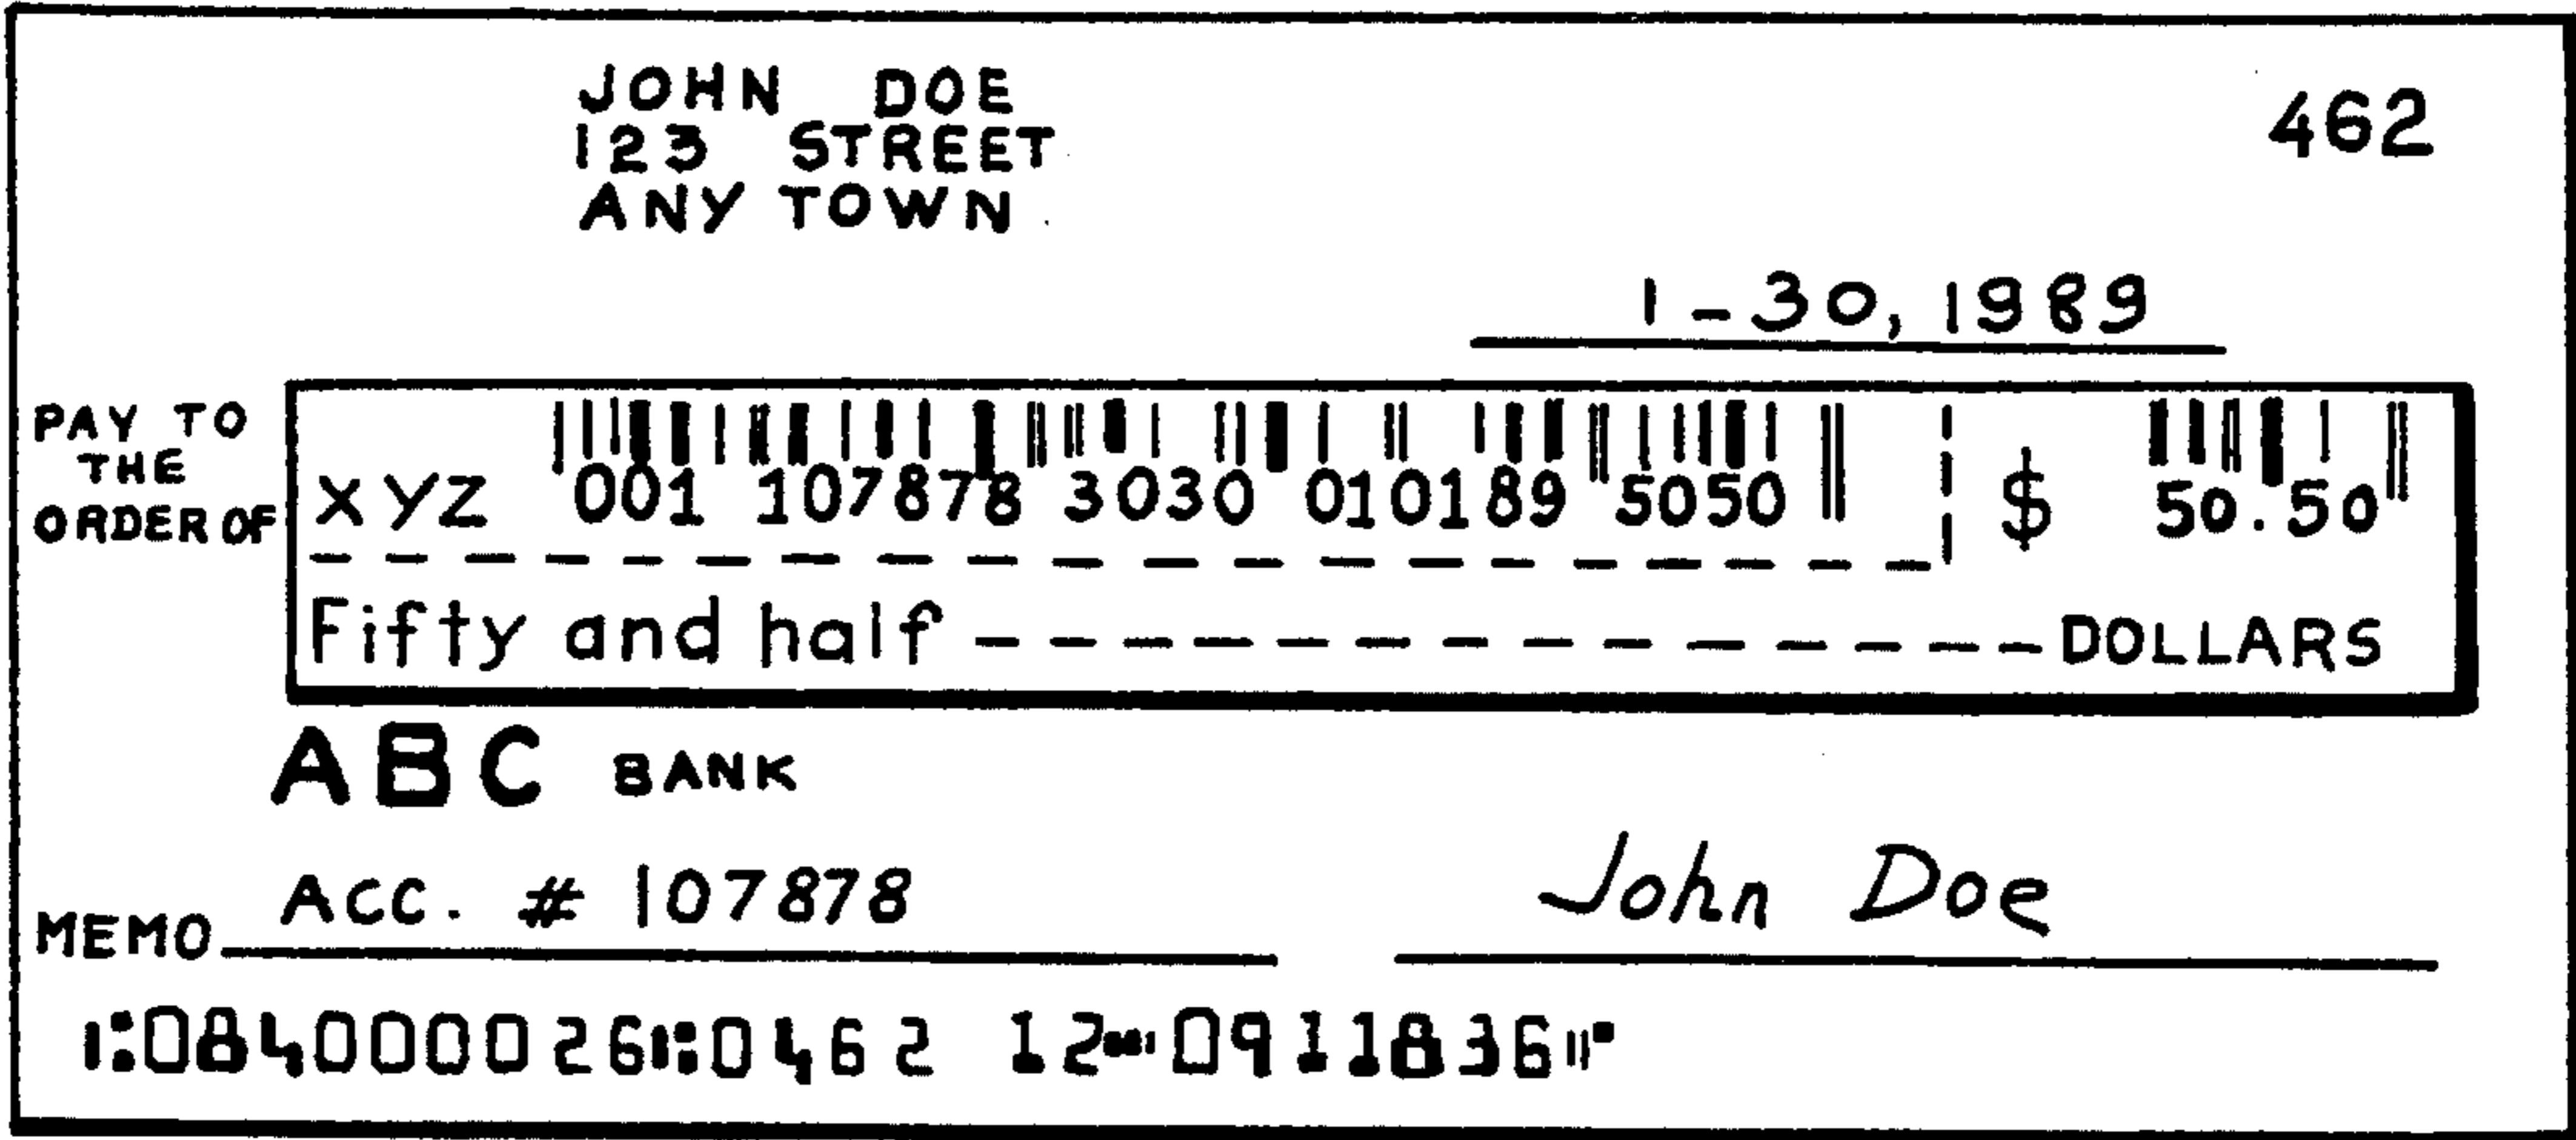 JOHN DOE
123 STREET
ANY TOWN
462
1-30, 1989
PAY TO
THE
ORDER OF
XYZ 001 107878 3030 010189 5050 $ 50.50
Fifty and half DOLLARS
ABC BANK
MEMO ACC. # 107878
John Doe
⑆084000026⑆0462 12⑉0911836⑈